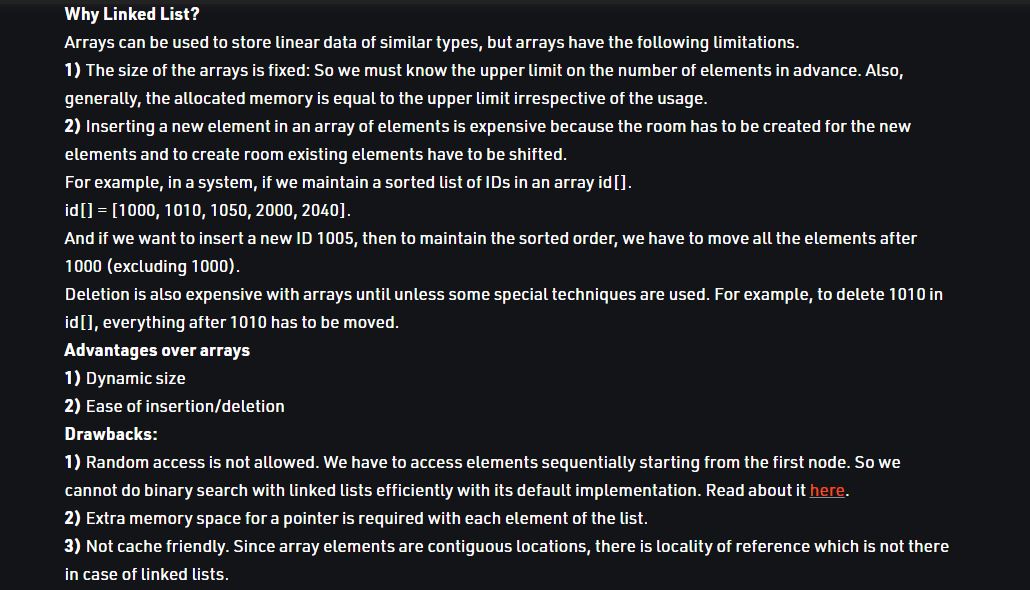 Why Linked List?
Arrays can be used to store linear data of similar types, but arrays have the following limitations.
1) The size of the arrays is fixed: So we must know the upper limit on the number of elements in advance. Also,
generally, the allocated memory is equal to the upper limit irrespective of the usage.
2) Inserting a new element in an array of elements is expensive because the room has to be created for the new
elements and to create room existing elements have to be shifted.
For example, in a system, if we maintain a sorted list of IDs in an array id[].
id[] = [1000, 1010, 1050, 2000, 2040].
And if we want to insert a new ID 1005, then to maintain the sorted order, we have to move all the elements after
1000 (excluding 1000).
Deletion is also expensive with arrays until unless some special techniques are used. For example, to delete 1010 in
id[], everything after 1010 has to be moved.
Advantages over arrays
1) Dynamic size
2) Ease of insertion/deletion
Drawbacks:
1) Random access is not allowed. We have to access elements sequentially starting from the first node. So we
cannot do binary search with linked lists efficiently with its default implementation. Read about it here.
2) Extra memory space for a pointer is required with each element of the list.
3) Not cache friendly. Since array elements are contiguous locations, there is locality of reference which is not there
in case of linked lists.